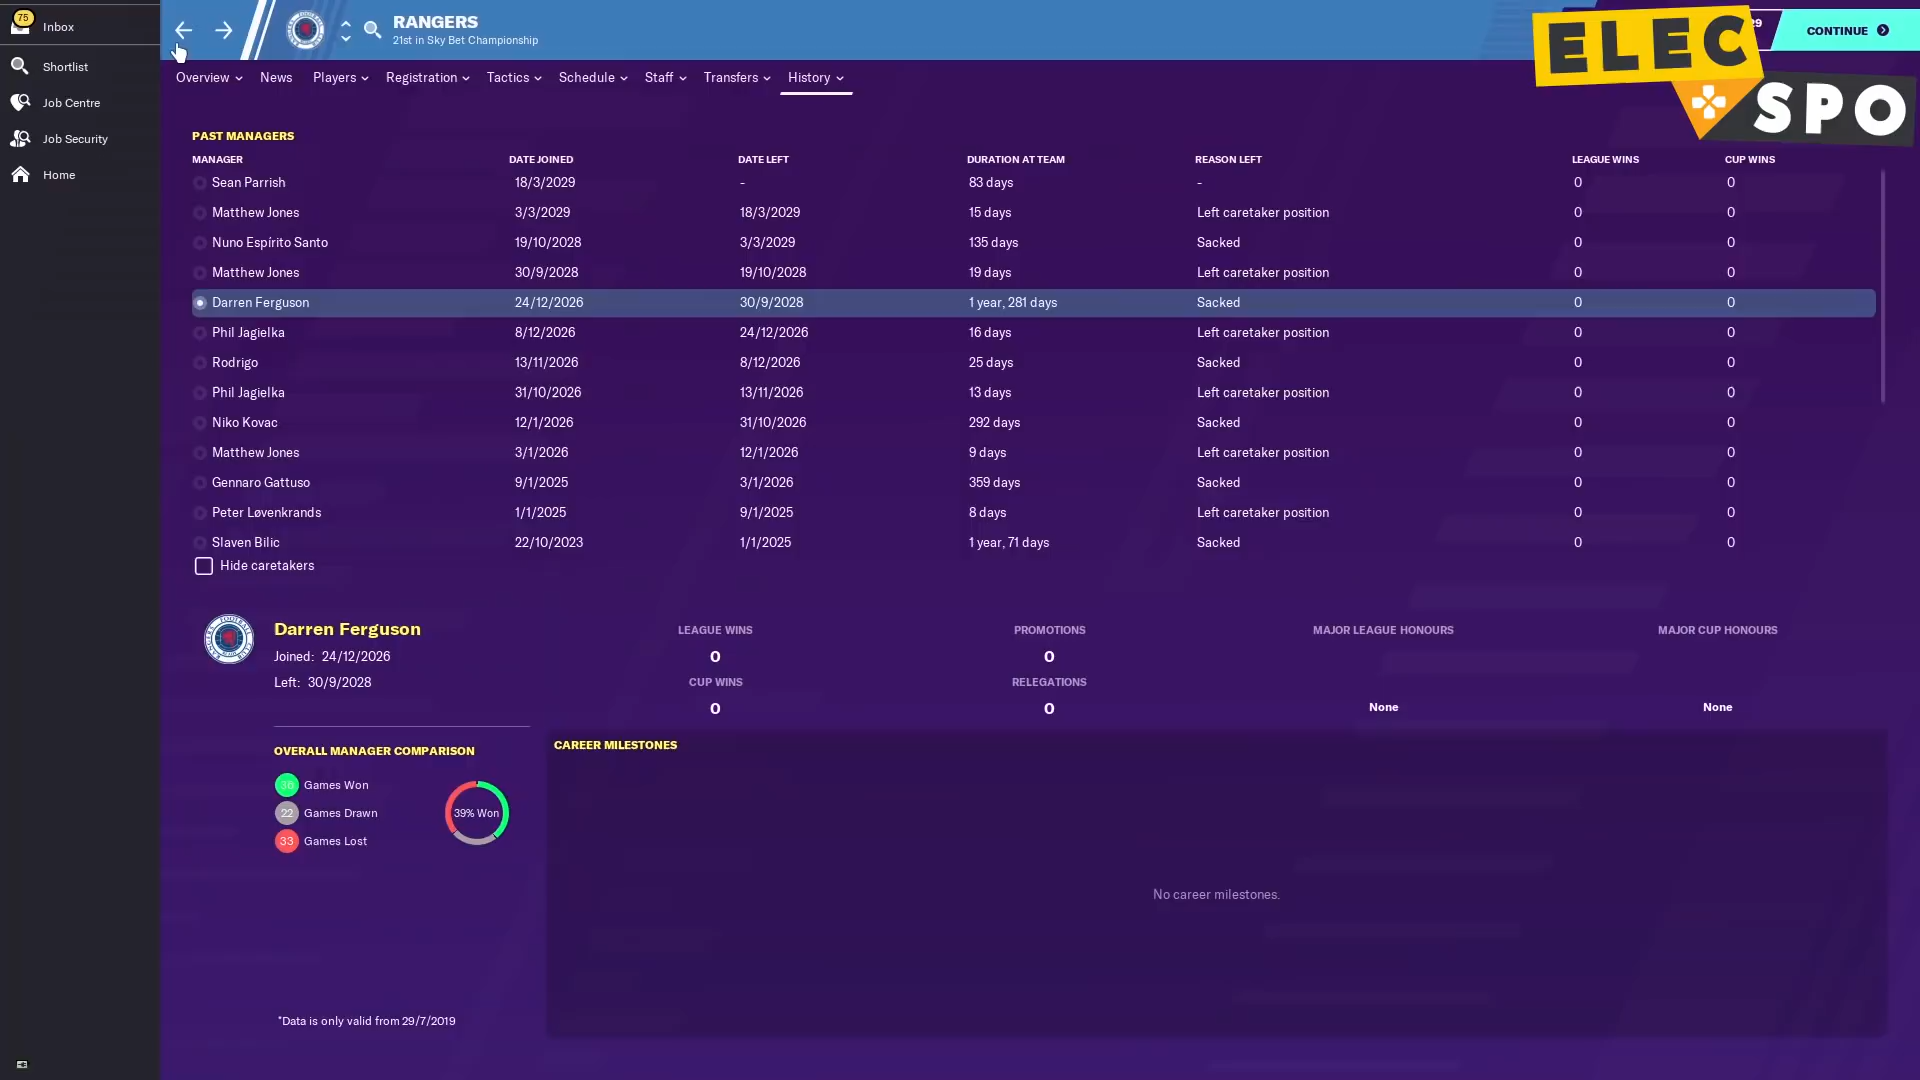 75
Inbox
Shortlist
Job Centre
Job Security
Home
RANGERS
21st in Sky Bet Championship
CONTINUE
ELEC
SPO
Overview News Players Registration Tactics Schedule Staff Transfers History
PAST MANAGERS
MANAGER DATE JOINED DATE LEFT DURATION AT TEAM REASON LEFT LEAGUE WINS CUP WINS
Sean Parrish 18/3/2029 - 83 days - 0 0
Matthew Jones 3/3/2029 18/3/2029 15 days Left caretaker position 0 0
Nuno Espírito Santo 19/10/2028 3/3/2029 135 days Sacked 0 0
Matthew Jones 30/9/2028 19/10/2028 19 days Left caretaker position 0 0
Darren Ferguson 24/12/2026 30/9/2028 1 year, 281 days Sacked 0 0
Phil Jagielka 8/12/2026 24/12/2026 16 days Left caretaker position 0 0
Rodrigo 13/11/2026 8/12/2026 25 days Sacked 0 0
Phil Jagielka 31/10/2026 13/11/2026 13 days Left caretaker position 0 0
Niko Kovac 12/1/2026 31/10/2026 292 days Sacked 0 0
Matthew Jones 3/1/2026 12/1/2026 9 days Left caretaker position 0 0
Gennaro Gattuso 9/1/2025 3/1/2026 359 days Sacked 0 0
Peter Løvenkrands 1/1/2025 9/1/2025 8 days Left caretaker position 0 0
Slaven Bilic 22/10/2023 1/1/2025 1 year, 71 days Sacked 0 0
Hide caretakers
Darren Ferguson
Joined: 24/12/2026
Left: 30/9/2028
LEAGUE WINS PROMOTIONS MAJOR LEAGUE HONOURS MAJOR CUP HONOURS
0 0
CUP WINS RELEGATIONS
0 0 None None
OVERALL MANAGER COMPARISON
36 Games Won
22 Games Drawn
33 Games Lost
39% Won
CAREER MILESTONES
No career milestones.
*Data is only valid from 29/7/2019